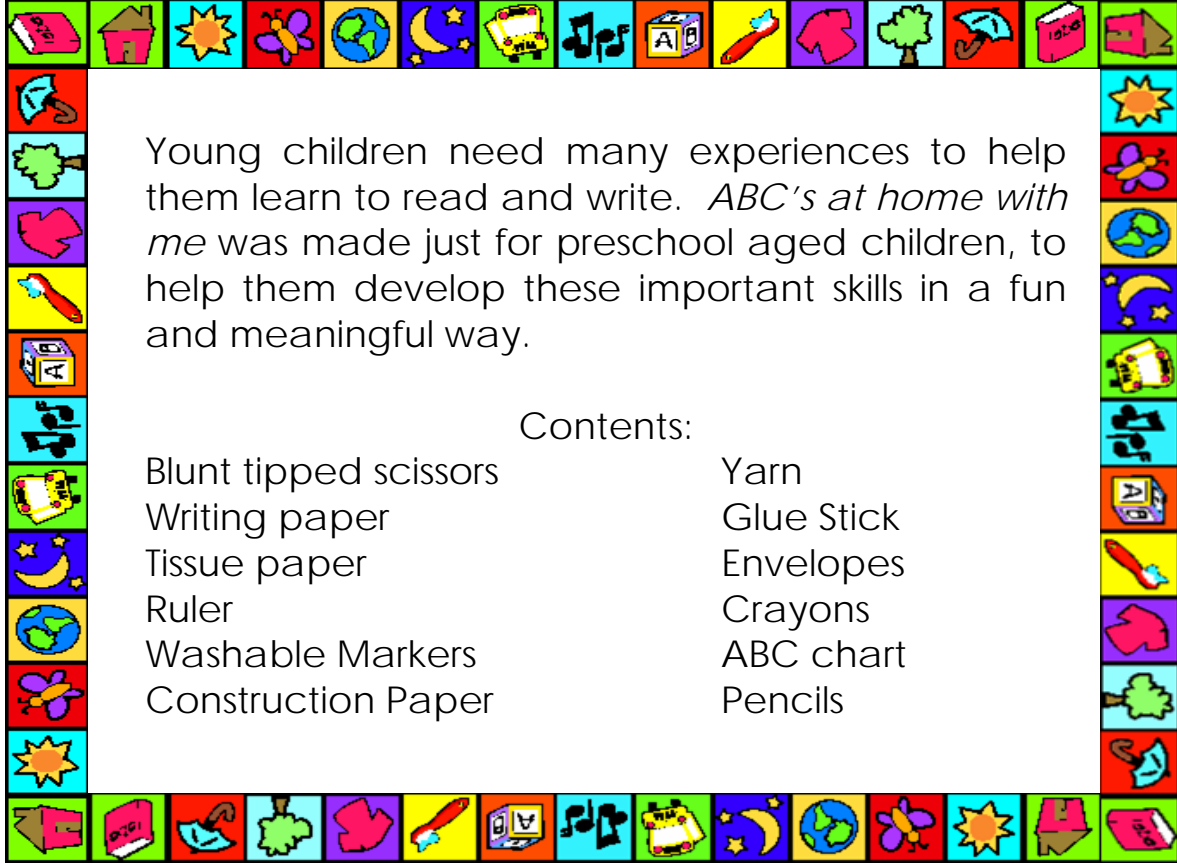 Young children need many experiences to help
them learn to read and write. ABC's at home with
me was made just for preschool aged children, to
help them develop these important skills in a fun
and meaningful way.
Contents:
Blunt tipped scissors
Writing paper
Tissue paper
Ruler
Washable Markers
Construction Paper
Yarn
Glue Stick
Envelopes
Crayons
ABC chart
Pencils